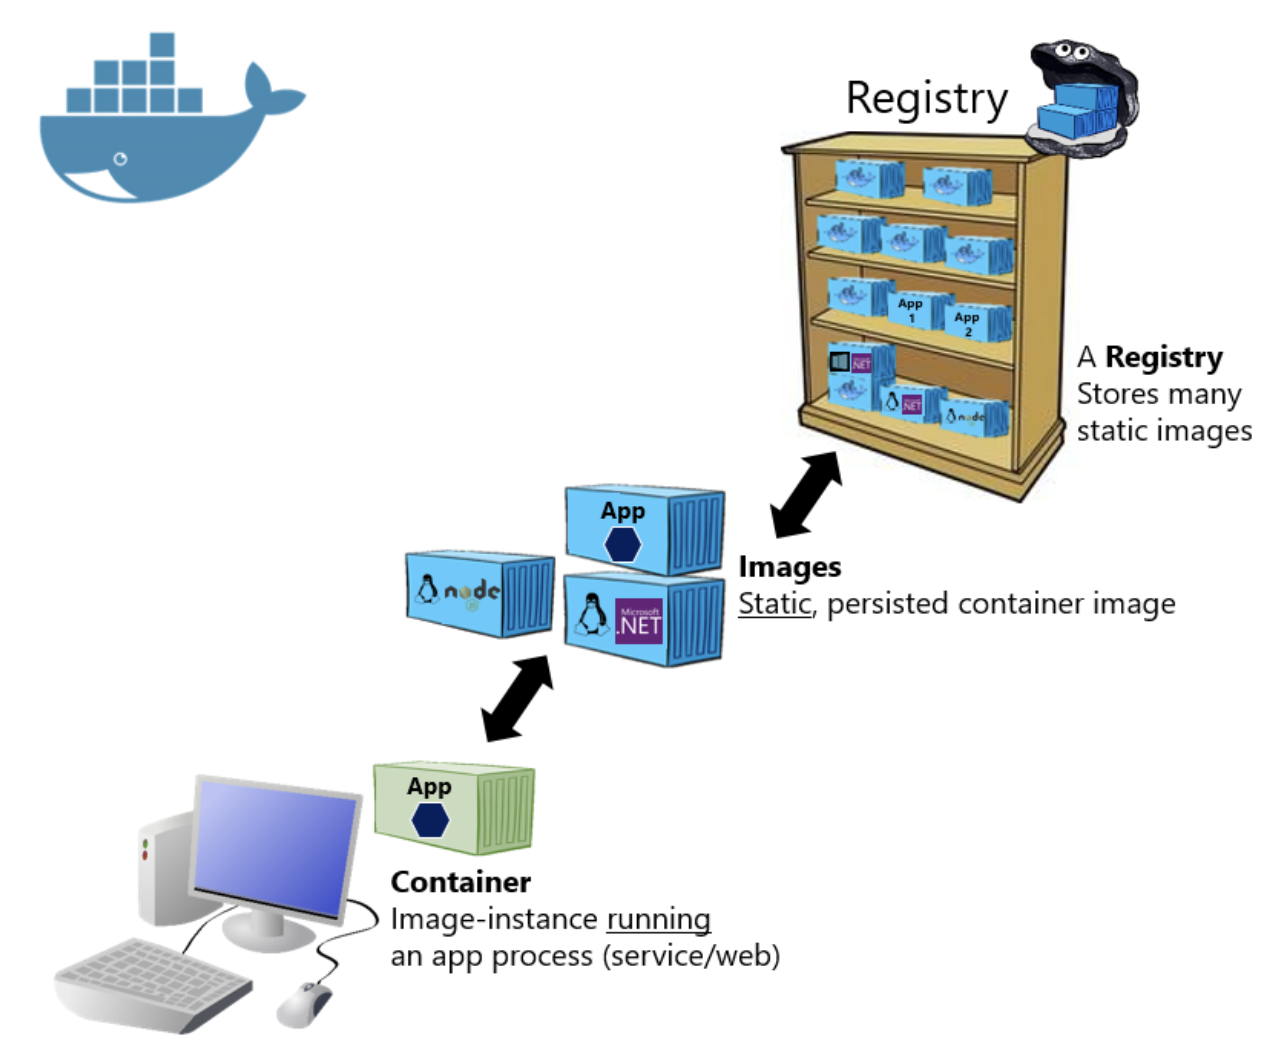 Registry
App
1
App
2
.NET
.NET
node
A Registry
Stores many
static images
App
node
JS
Microsoft
.NET
Images
Static, persisted container image
App
Container
Image-instance running
an app process (service/web)